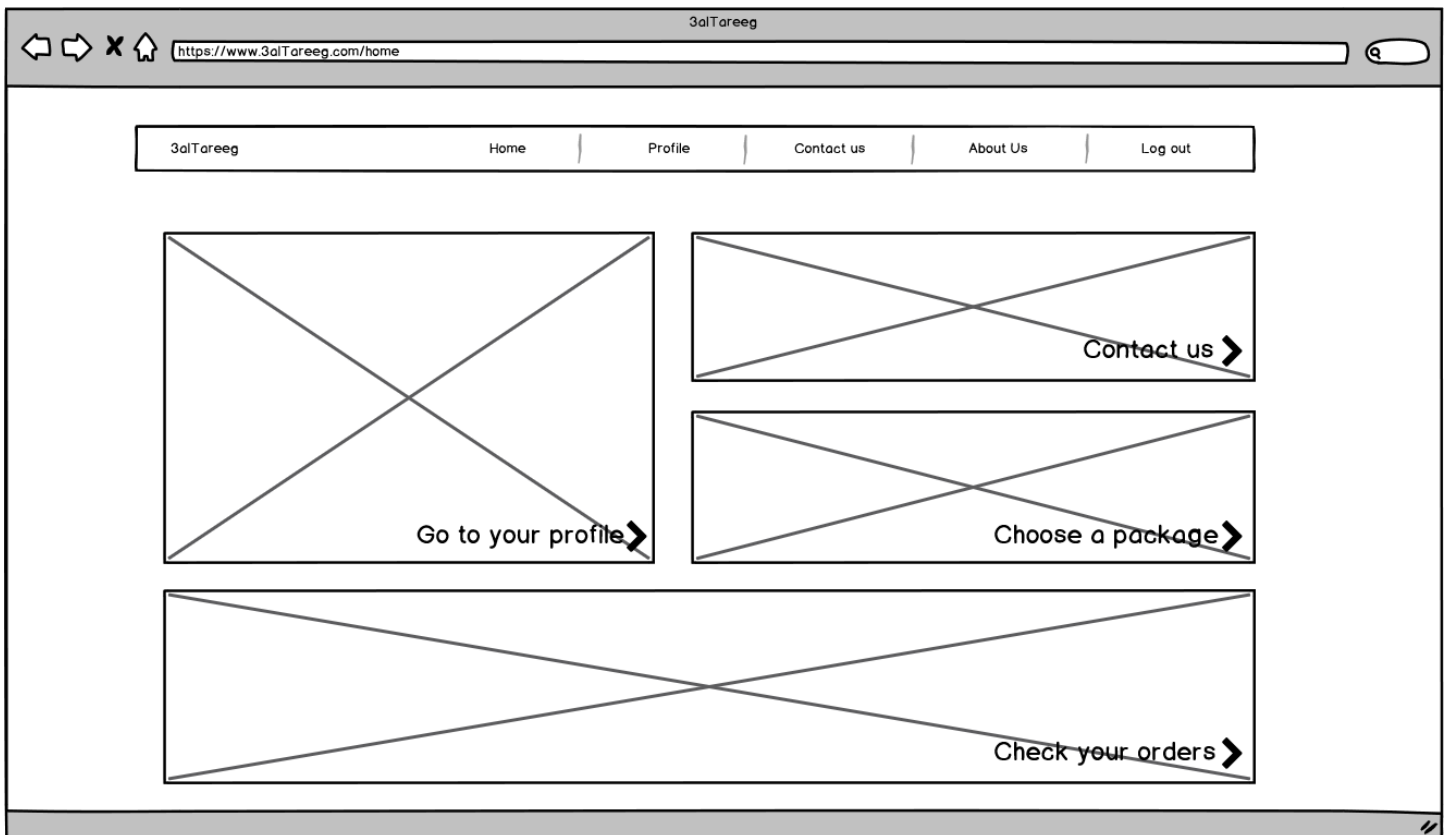 3alTareeg
https://www.3alTareeg.com/home
3alTareeg Home Profile Contact us About Us Log out
Contact us
Go to your profile
Choose a package
Check your orders